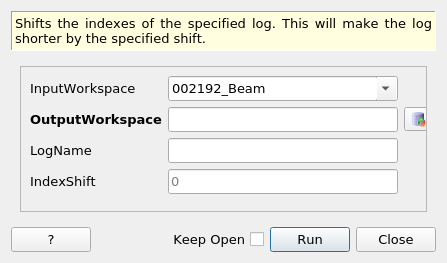 Shifts the indexes of the specified log. This will make the log
shorter by the specified shift.
InputWorkspace 002192_Beam
OutputWorkspace
LogName
IndexShift 0
? Keep Open Run Close